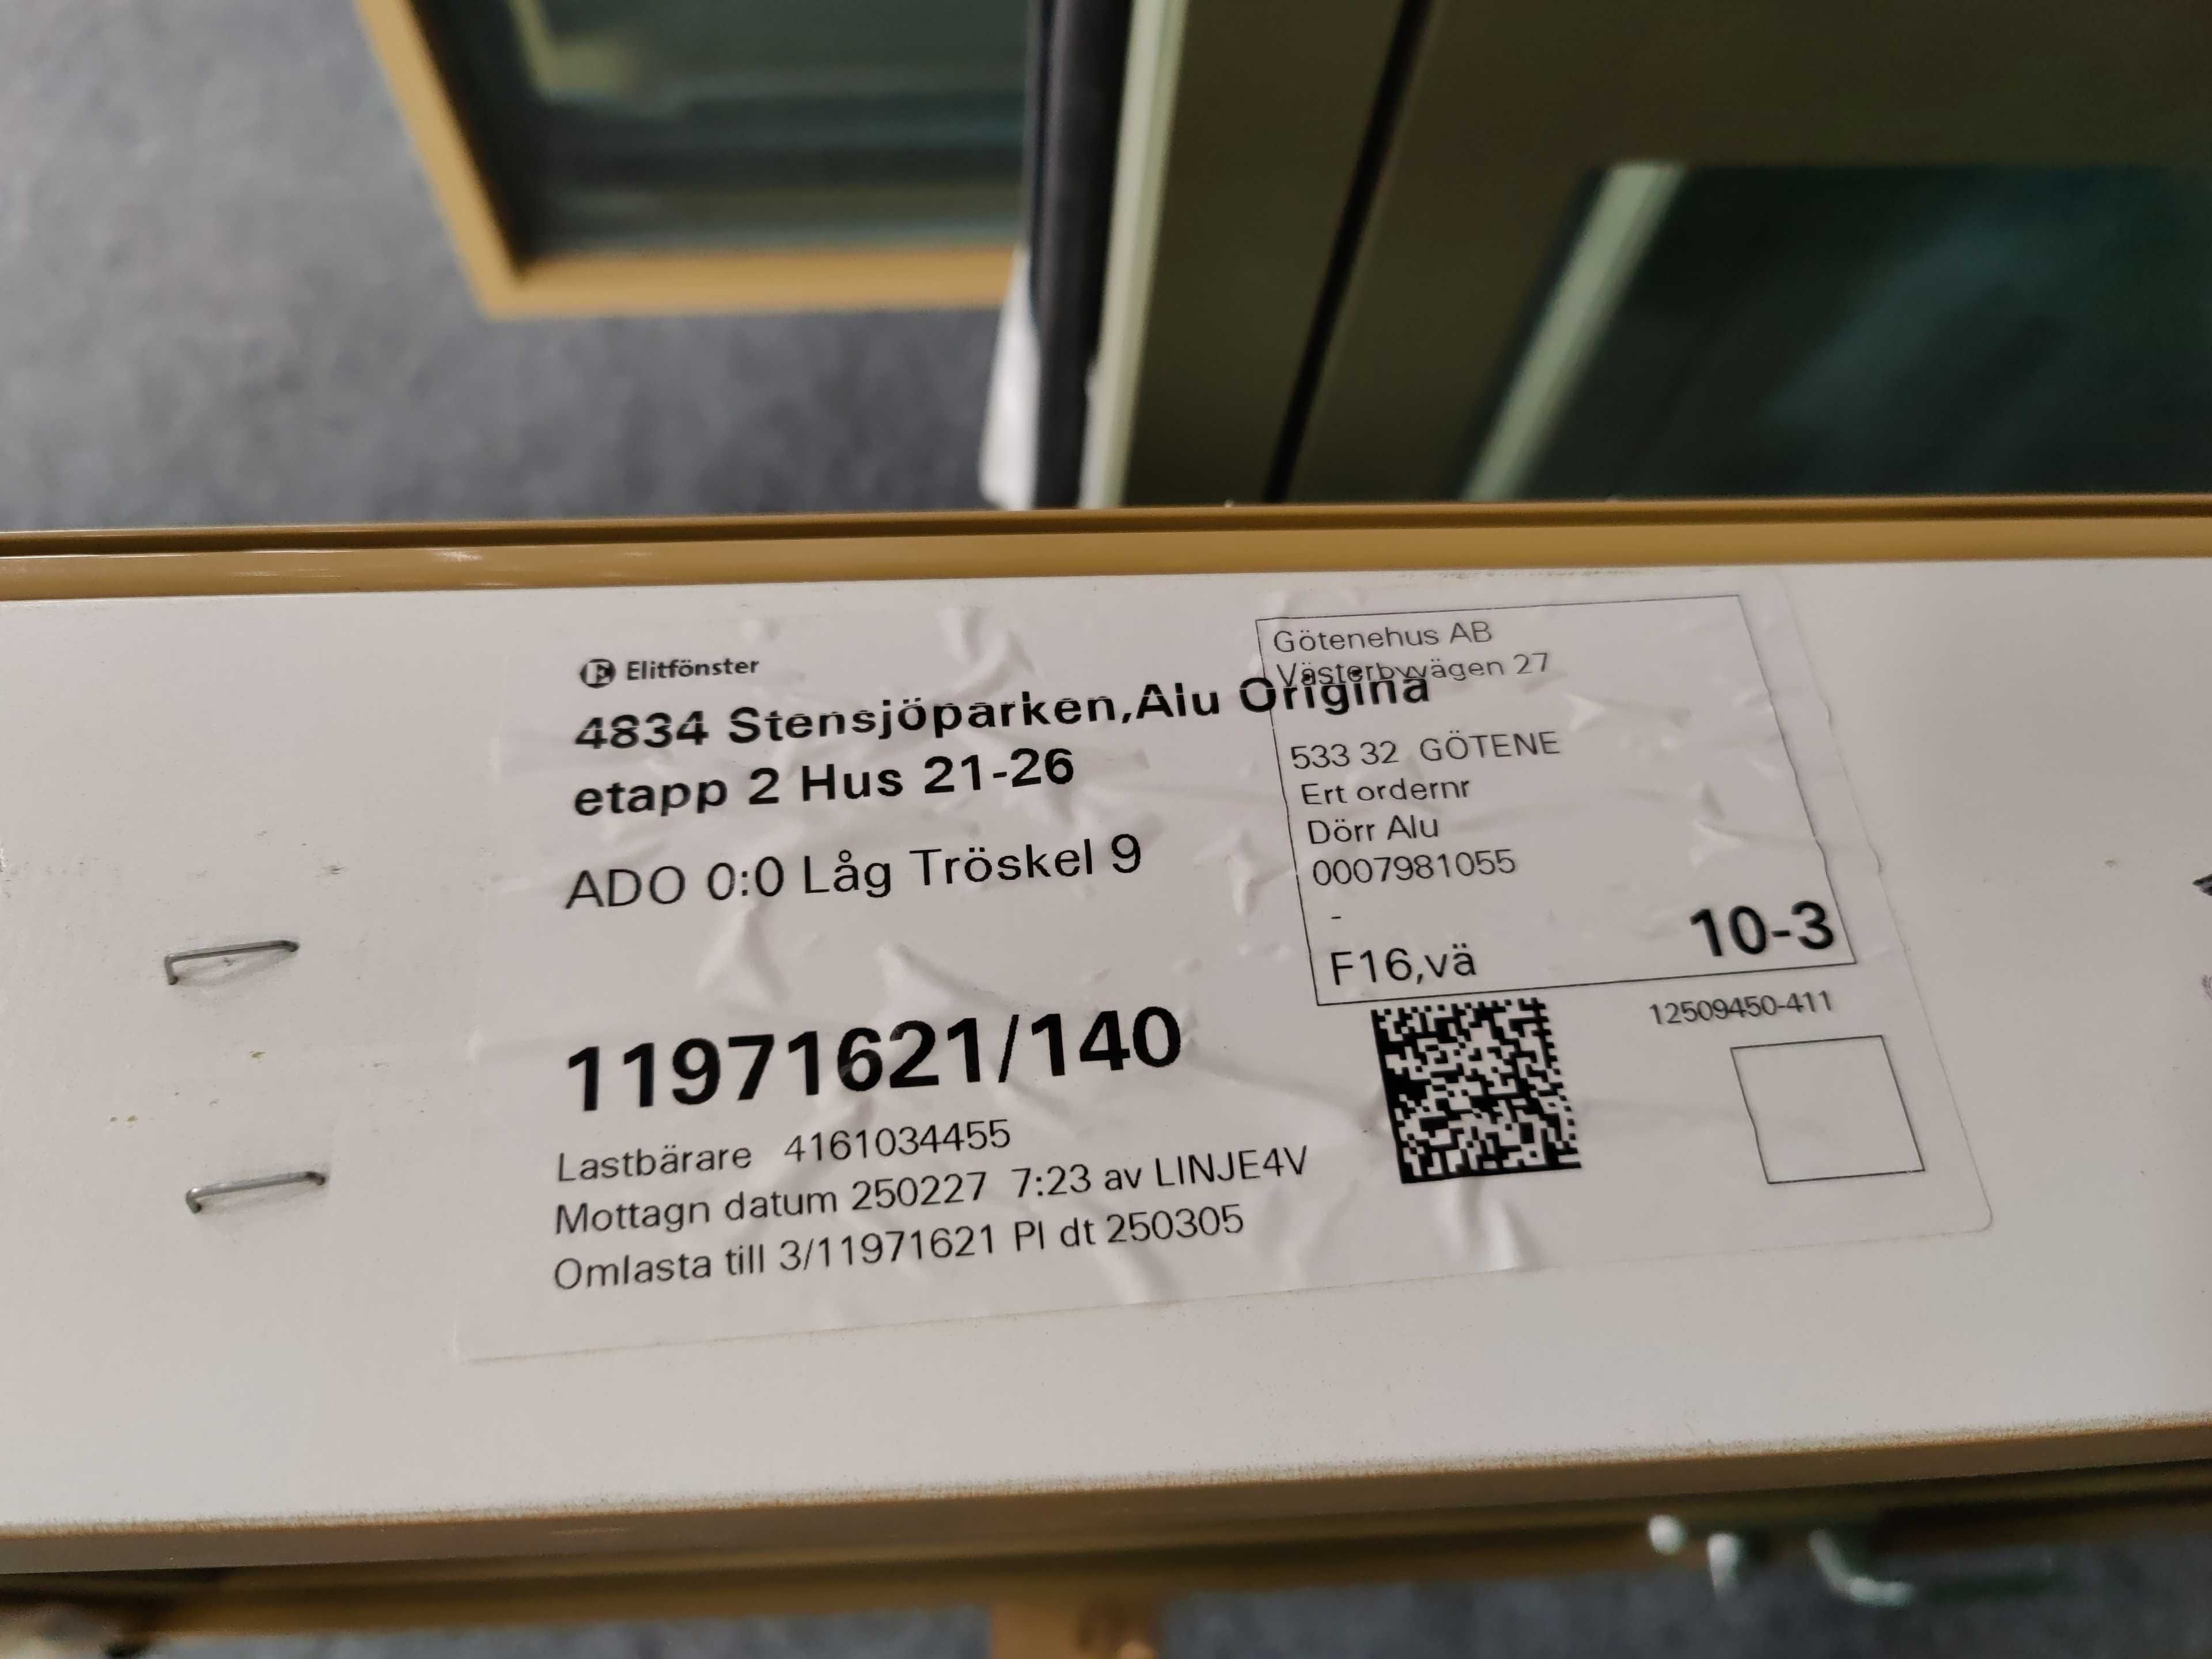 Elitfönster
4834 Stensjöparken,Alu Origina
etapp 2 Hus 21-26
ADO 0:0 Låg Tröskel 9
11971621/140
Lastbärare 4161034455
Mottagn datum 250227 7:23 av LINJE4V
Omlasta till 3/11971621 Pl dt 250305
Götenehus AB
Västerbyvägen 27
533 32 GÖTENE
Ert ordernr
Dörr Alu
0007981055
-
F16,vä 10-3
12509450-411